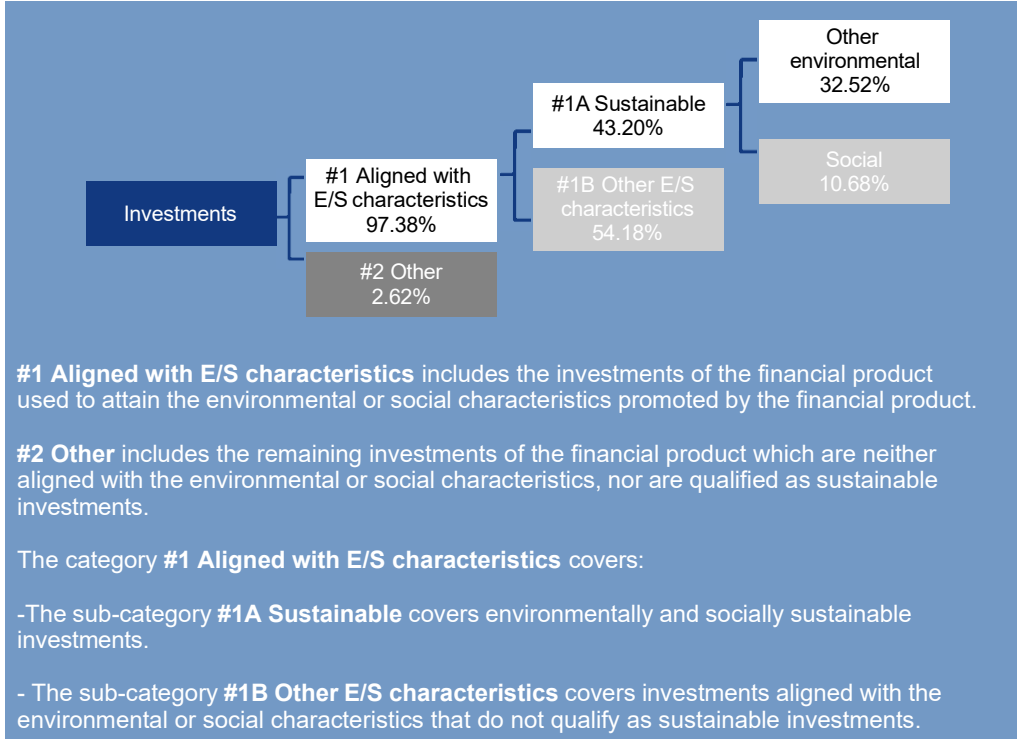 Investments
#1 Aligned with
E/S characteristics
97.38%
#2 Other
2.62%
#1A Sustainable
43.20%
#1B Other E/S
characteristics
54.18%
Other
environmental
32.52%
Social
10.68%
#1 Aligned with E/S characteristics includes the investments of the financial product
used to attain the environmental or social characteristics promoted by the financial product.
#2 Other includes the remaining investments of the financial product which are neither
aligned with the environmental or social characteristics, nor are qualified as sustainable
investments.
The category #1 Aligned with E/S characteristics covers:
-The sub-category #1A Sustainable covers environmentally and socially sustainable
investments.
- The sub-category #1B Other E/S characteristics covers investments aligned with the
environmental or social characteristics that do not qualify as sustainable investments.